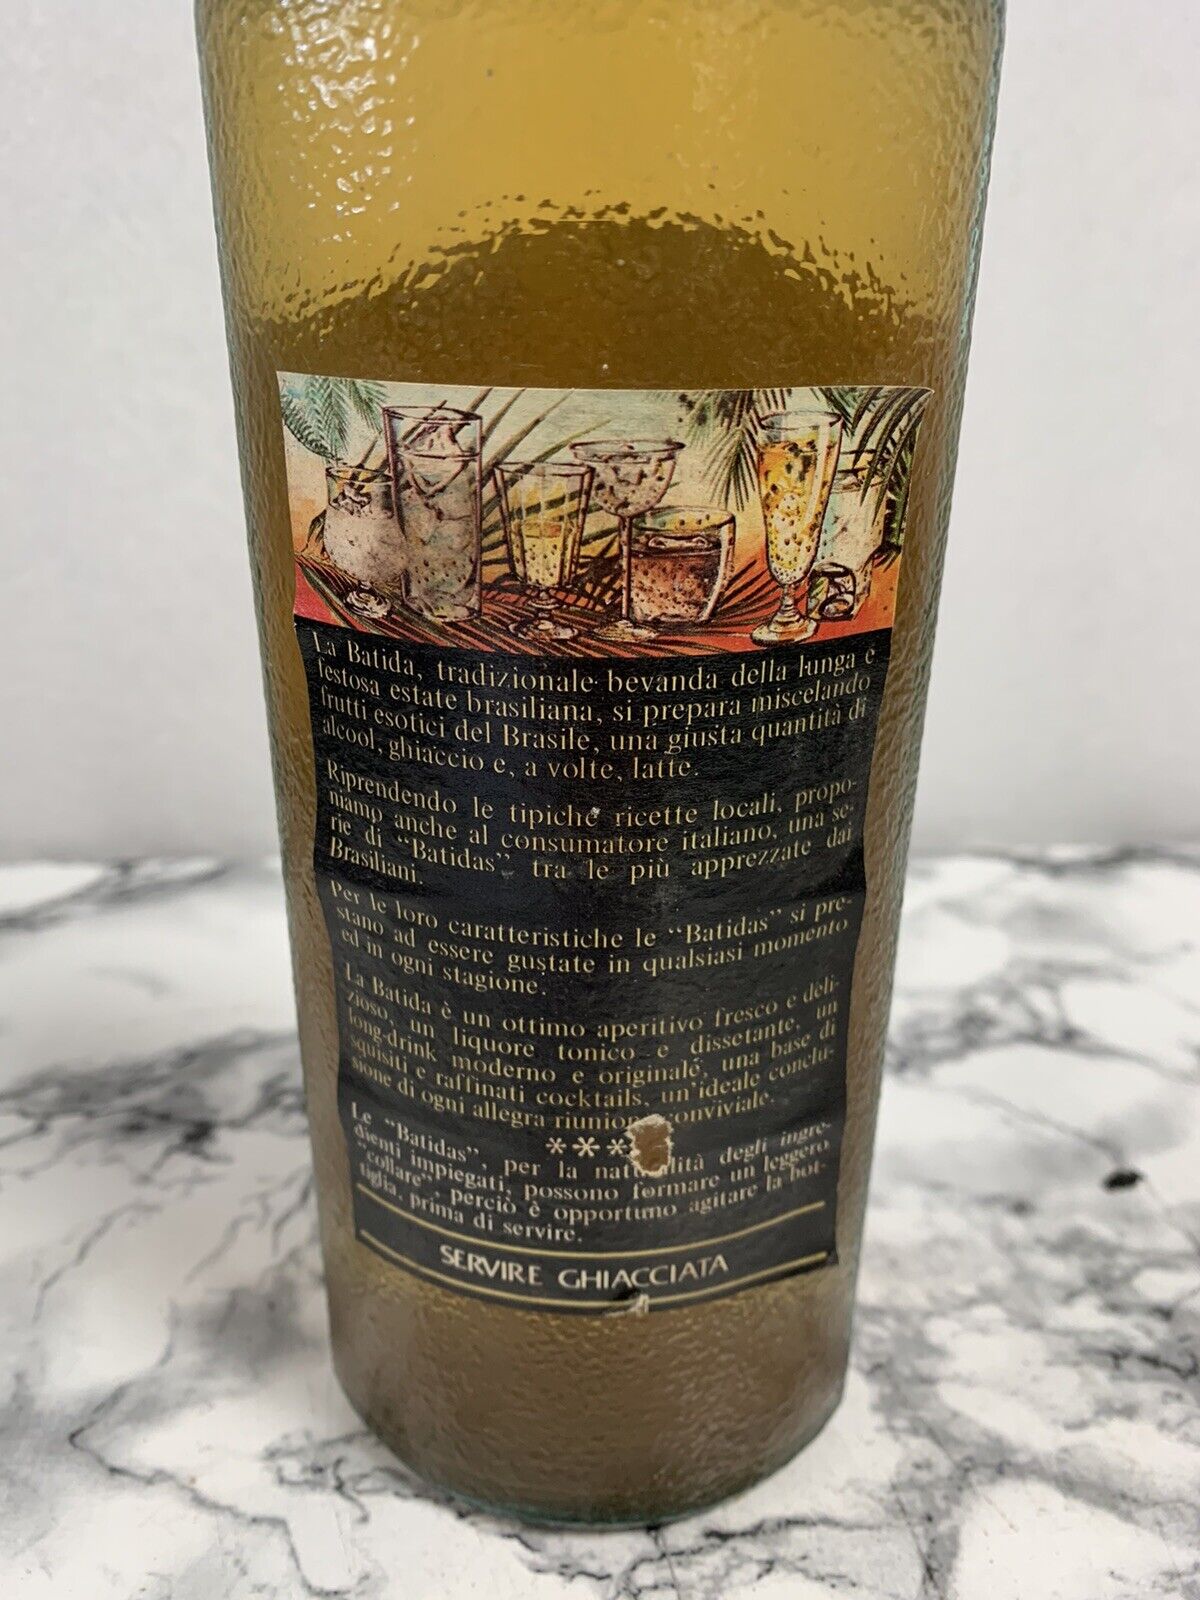 La Batida, tradizionale bevanda della lunga e
festosa estate brasiliana, si prepara miscelando
frutti esotici del Brasile, una giusta quantità di
alcool, ghiaccio e, a volte, latte.
Riprendendo le tipiche ricette locali, propo-
niamo anche al consumatore italiano, una se-
rie di “Batidas” tra le più apprezzate dai
Brasiliani.
Per le loro caratteristiche le “Batidas” si pre-
stano ad essere gustate in qualsiasi momento
ed in ogni stagione.
La Batida è un ottimo aperitivo fresco e deli-
zioso, un liquore tonico e dissetante, un
long-drink moderno e originale, una base di
squisiti e raffinati cocktails, un’ideale conclu-
sione di ogni allegra riunione conviviale.
***
Le “Batidas”, per la naturalità degli ingre-
dienti impiegati, possono formare un leggero
“collare”, perciò è opportuno agitare la bot-
tiglia, prima di servire.
SERVIRE GHIACCIATA